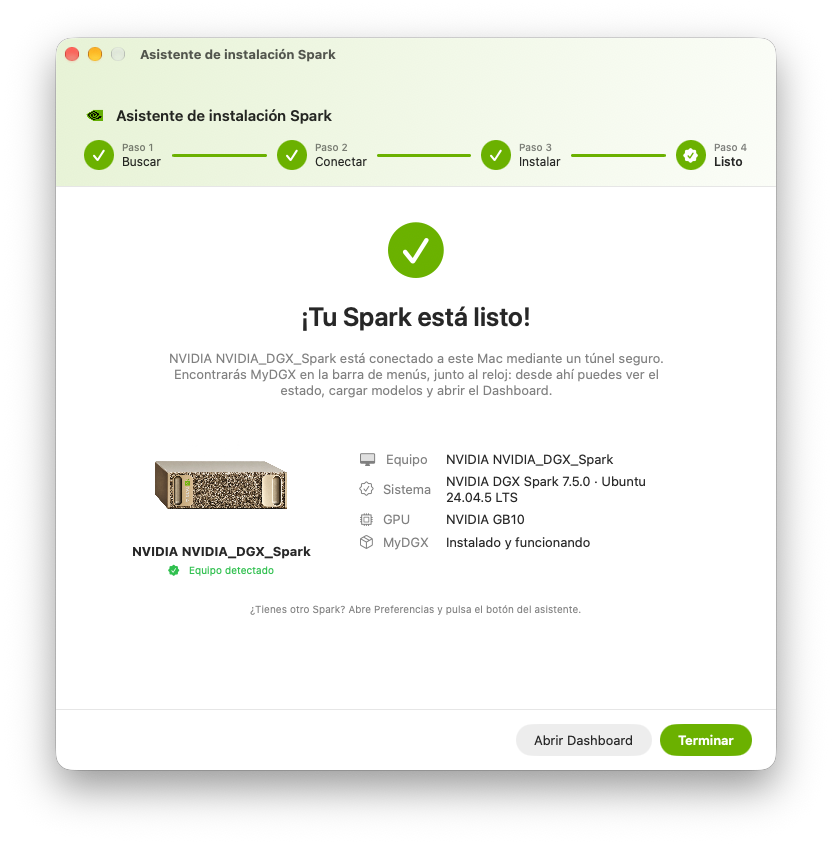 Asistente de instalación Spark
Asistente de instalación Spark
Paso 1
Buscar
Paso 2
Conectar
Paso 3
Instalar
Paso 4
Listo
¡Tu Spark está listo!
NVIDIA NVIDIA_DGX_Spark está conectado a este Mac mediante un túnel seguro.
Encontrarás MyDGX en la barra de menús, junto al reloj: desde ahí puedes ver el
estado, cargar modelos y abrir el Dashboard.
NVIDIA NVIDIA_DGX_Spark
Equipo detectado
Equipo NVIDIA NVIDIA_DGX_Spark
Sistema NVIDIA DGX Spark 7.5.0 · Ubuntu
24.04.5 LTS
GPU NVIDIA GB10
MyDGX Instalado y funcionando
¿Tienes otro Spark? Abre Preferencias y pulsa el botón del asistente.
Abrir Dashboard
Terminar